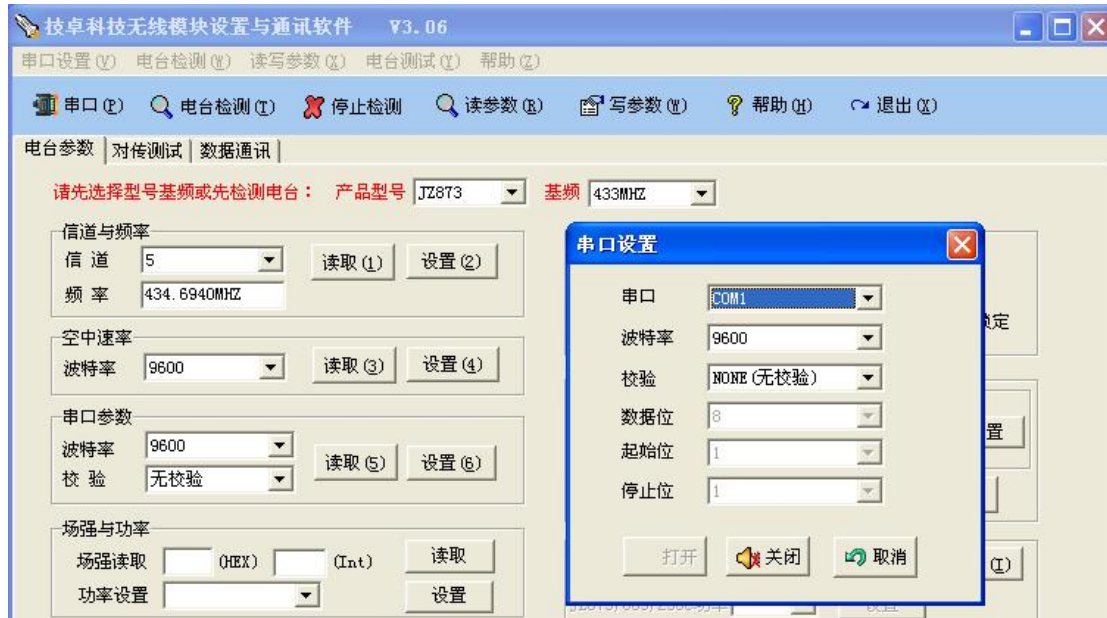 技卓科技无线模块设置与通讯软件 V3.06
串口设置(V) 电台检测(W) 读写参数(X) 电台测试(Y) 帮助(Z)
串口(P) 电台检测(T) 停止检测 读参数(R) 写参数(W) 帮助(H) 退出(X)
电台参数 对传测试 数据通讯
请先选择型号基频或先检测电台: 产品型号 JZ873 基频 433MHZ
信道与频率
信 道 5 读取(1) 设置(2)
频 率 434.6940MHZ
空中速率
波特率 9600 读取(3) 设置(4)
串口参数
波特率 9600 读取(5) 设置(6)
校 验 无校验
场强与功率
场强读取 (HEX) (Int) 读取
功率设置 设置
串口设置
串口 COM1
波特率 9600
校验 NONE(无校验)
数据位 8
起始位 1
停止位 1
打开 关闭 取消
定
置
(I)